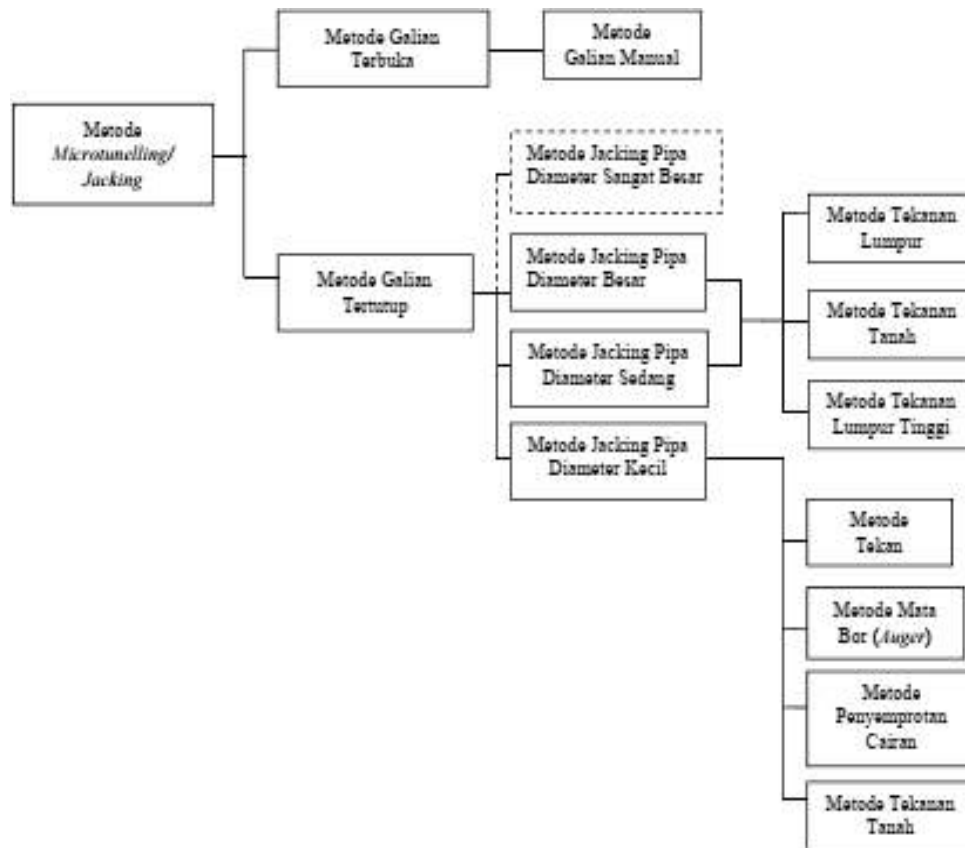 Metode Galian
Terbuka
Metode
Galian Manual
Metode
Microtunelling/
Jacking
Metode Jacking Pipa
Diameter Sangat Besar
Metode Galian
Tertutup
Metode Jacking Pipa
Diameter Besar
Metode Jacking Pipa
Diameter Sedang
Metode Jacking Pipa
Diameter Kecil
Metode Tekanan
Lumpur
Metode Tekanan
Tanah
Metode Tekanan
Lumpur Tinggi
Metode
Tekan
Metode Mata
Bor (Auger)
Metode
Penyemprotan
Cairan
Metode Tekanan
Tanah